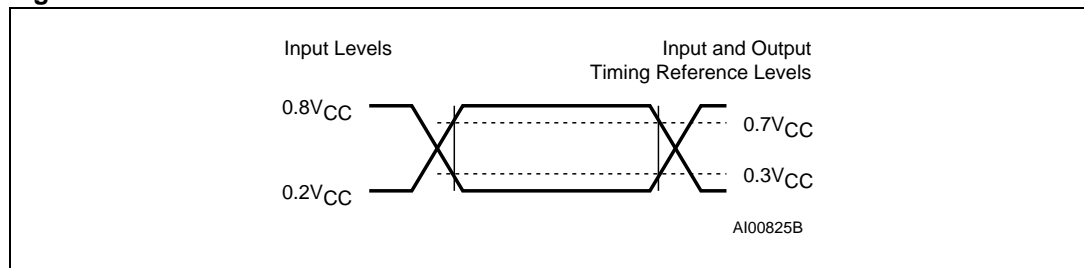 Input Levels
Input and Output
Timing Reference Levels
0.8VCC
0.7VCC
0.3VCC
0.2VCC
AI00825B